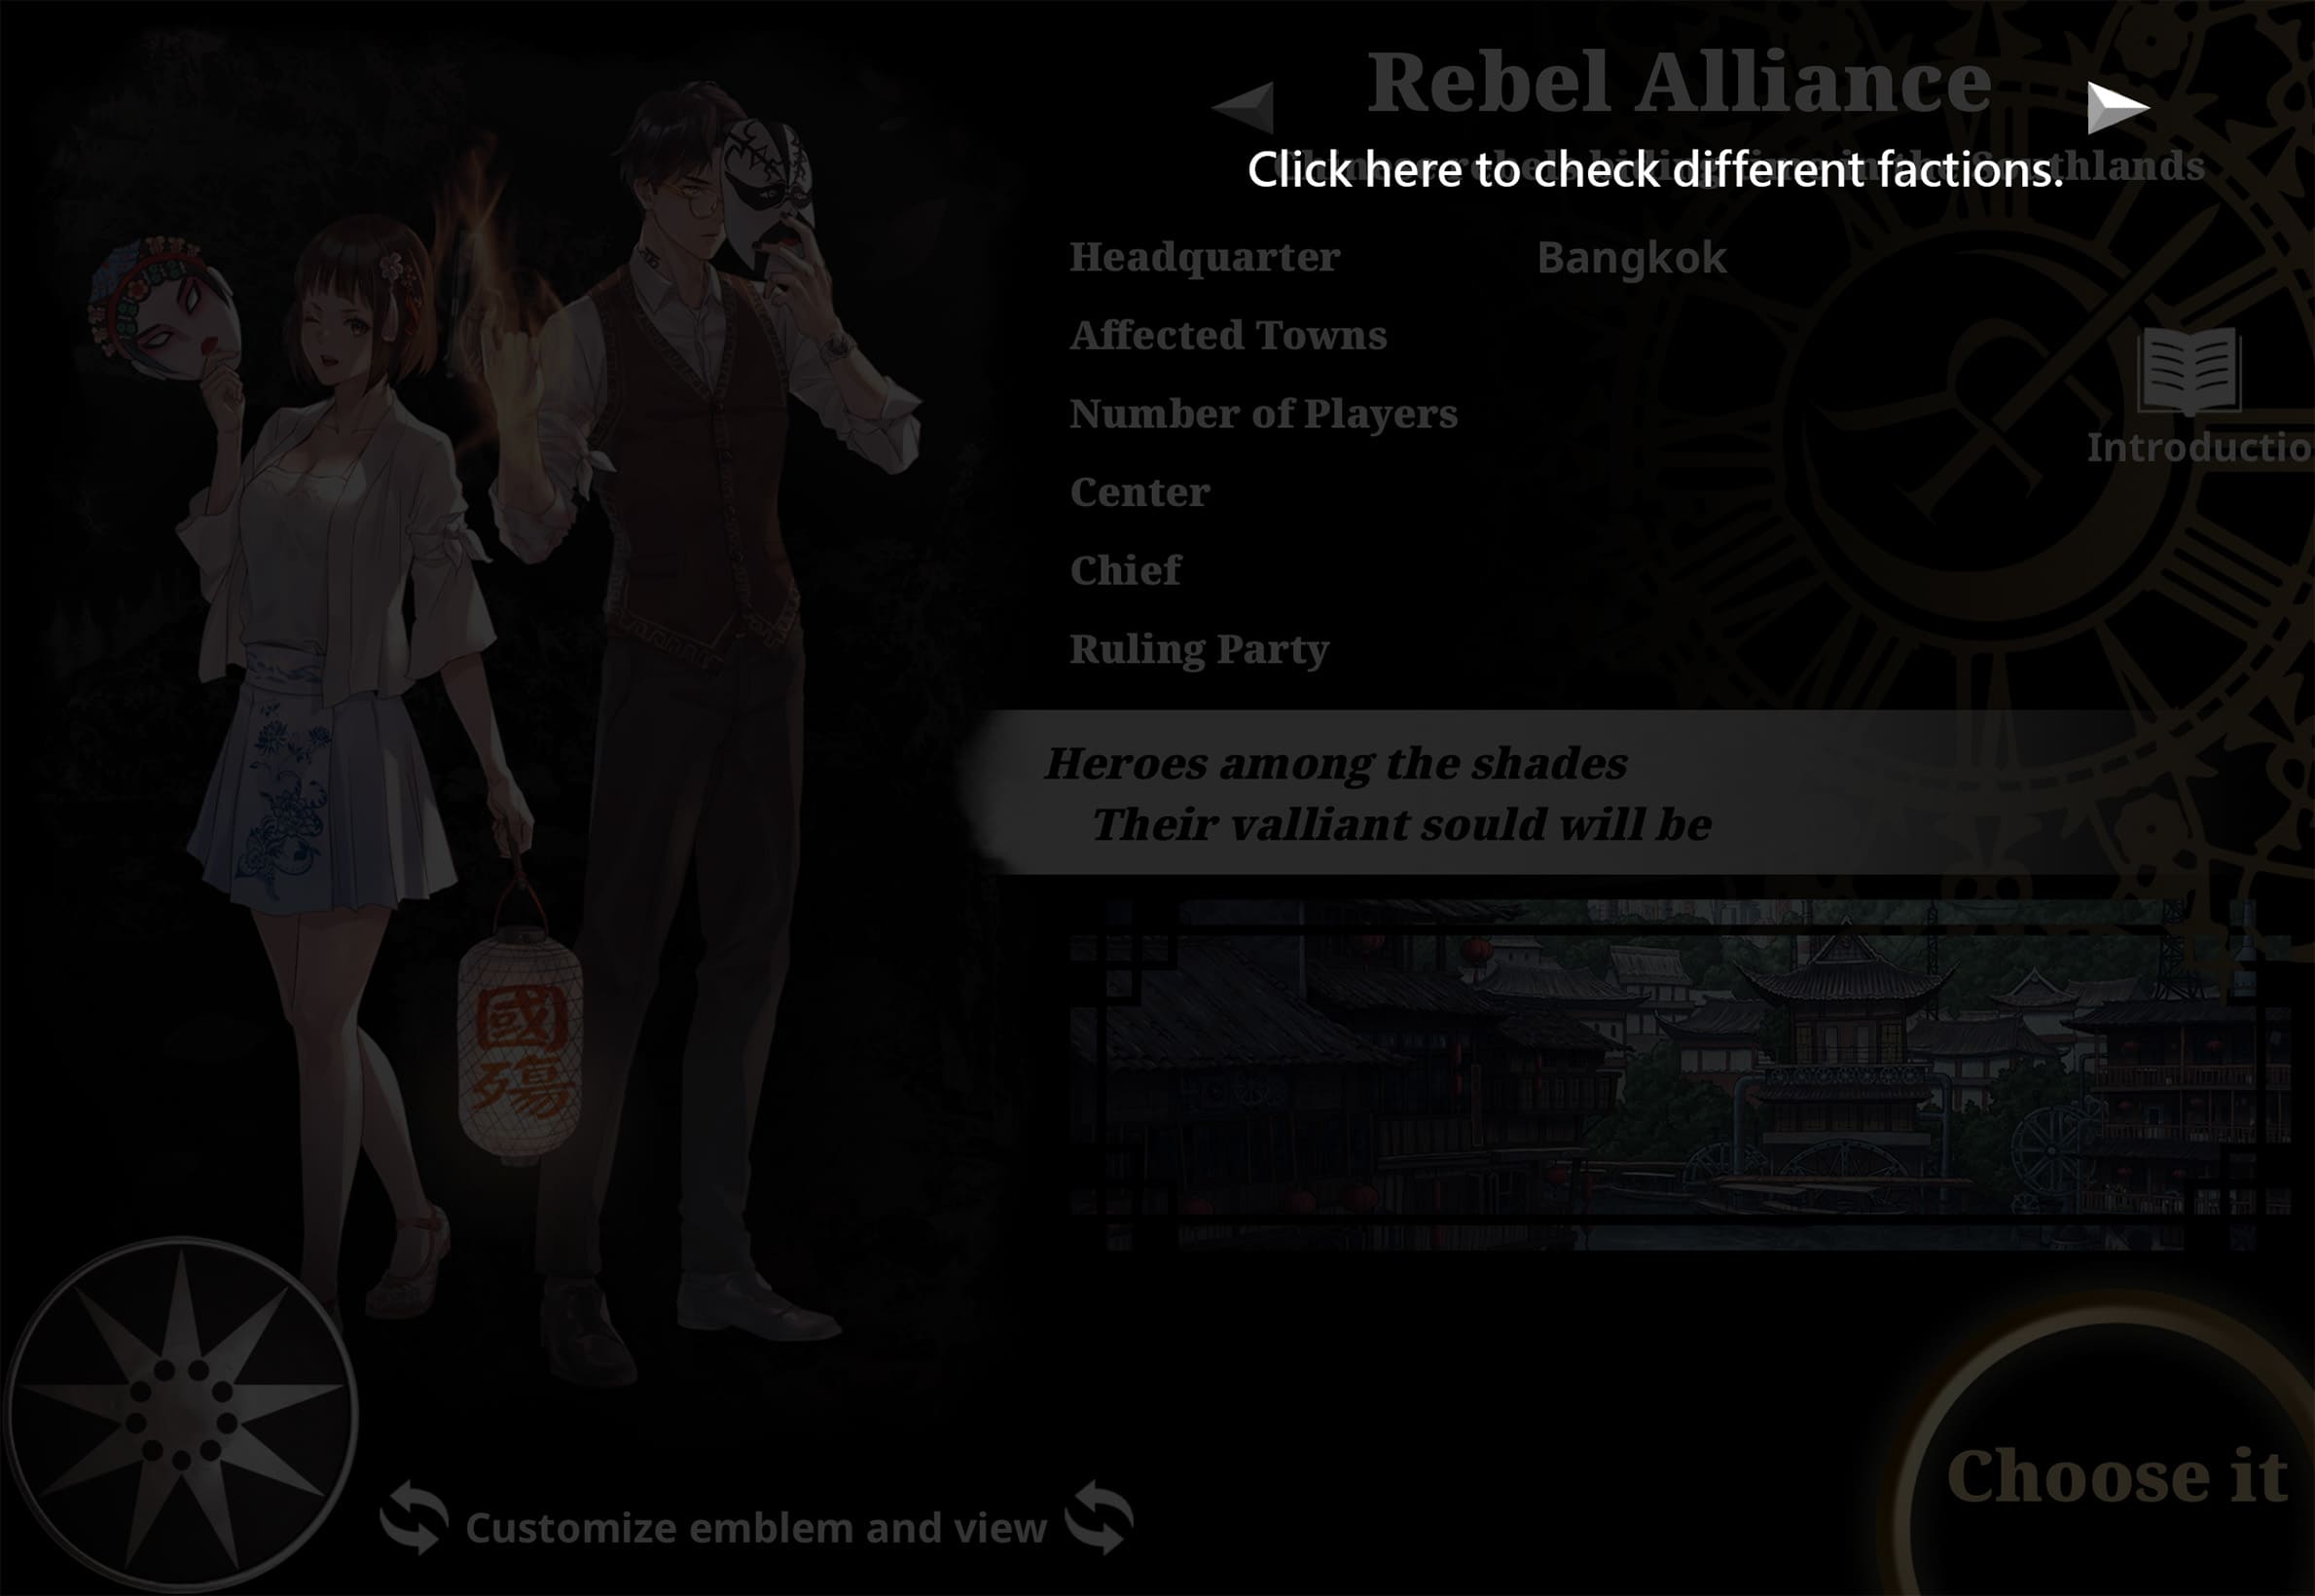 Rebel Alliance
Click here to check different factions.
Headquarter Bangkok
Affected Towns
Number of Players
Center
Chief
Ruling Party
Introductio
Heroes among the shades
Their valliant sould will be
國
殤
Customize emblem and view
Choose it